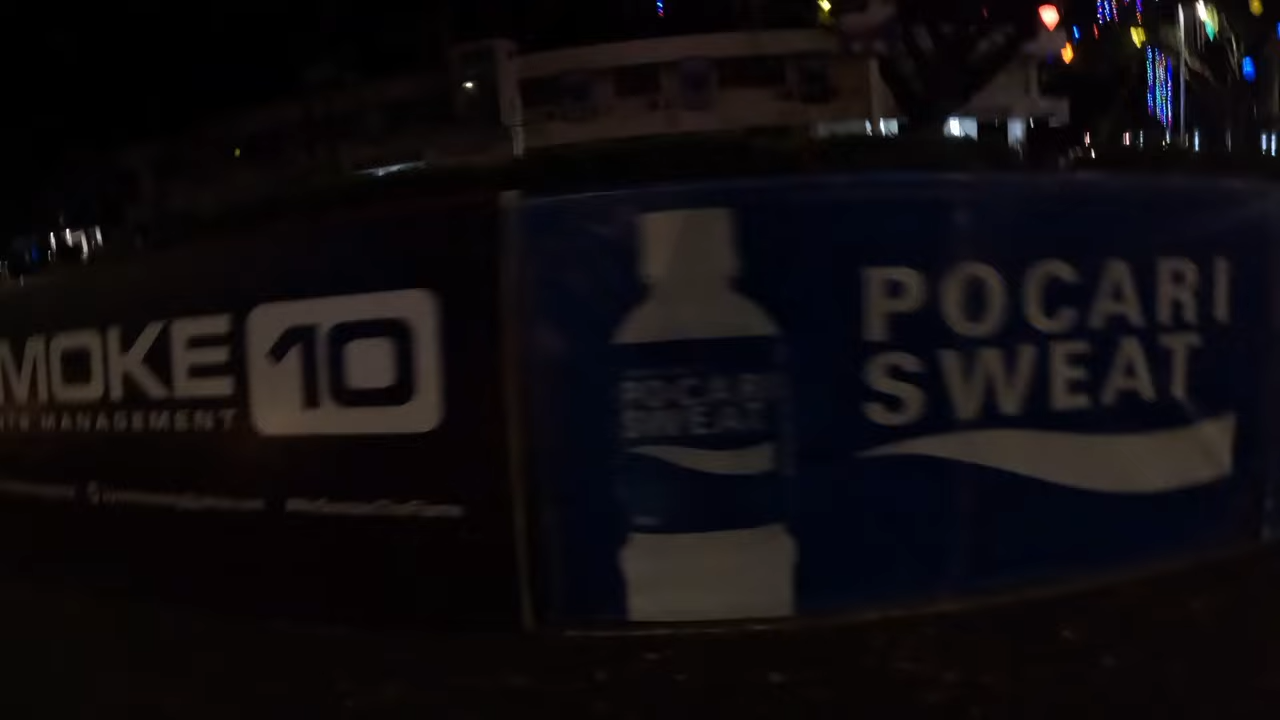 MOKE 10
MANAGEMENT
POCARI
SWEAT
POCARI
SWEAT